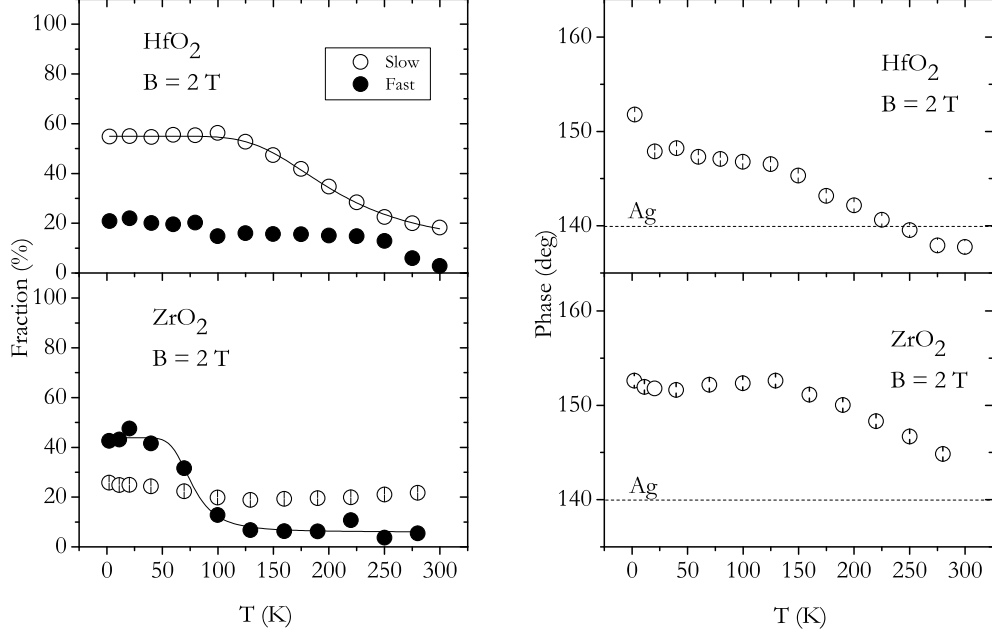 100
80
60
40
20
0
HfO2
B = 2 T
Slow
Fast
100
80
60
40
20
0
ZrO2
B = 2 T
Fraction (%)
0 50 100 150 200 250 300
T (K)
160
150
140
HfO2
B = 2 T
Ag
160
150
140
ZrO2
B = 2 T
Ag
Phase (deg)
0 50 100 150 200 250 300
T (K)